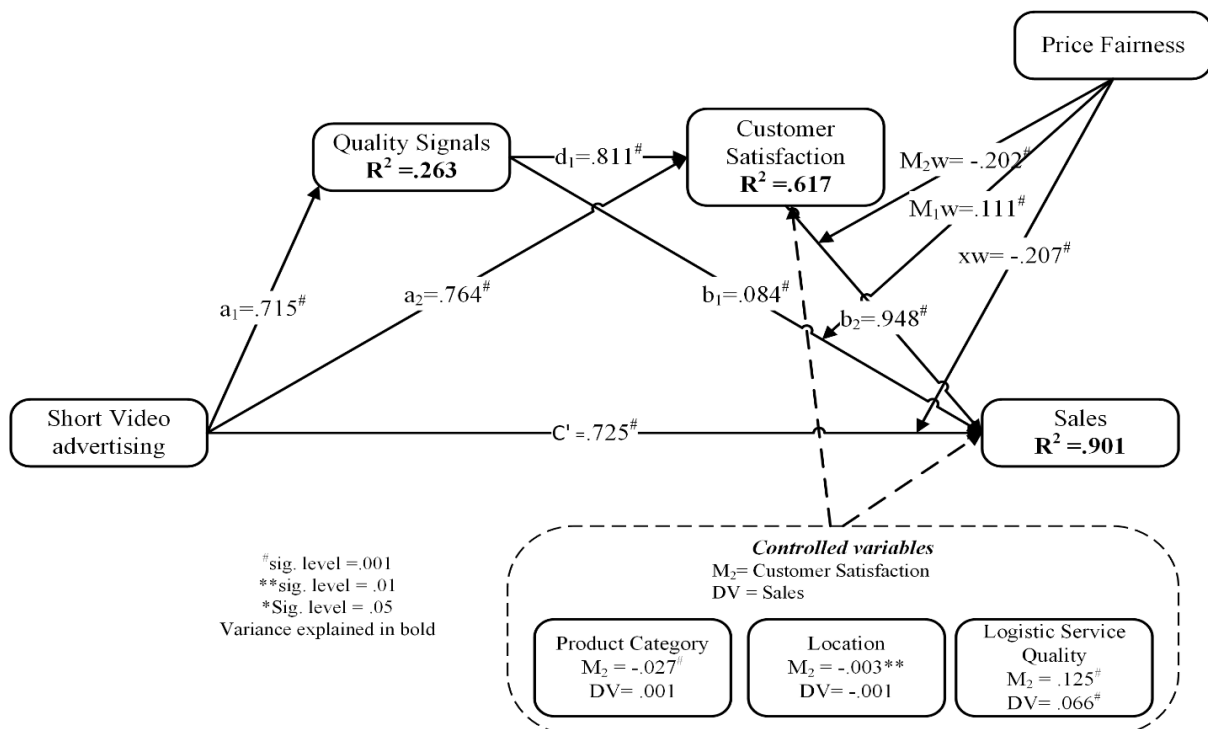 Price Fairness
Quality Signals
R² =.263
d₁=.811#
Customer
Satisfaction
R² =.617
M₂w= -.202#
M₁w=.111#
xw= -.207#
a₁=.715#
a₂=.764#
b₁=.084#
b₂=.948#
Short Video
advertising
C' =.725#
Sales
R² =.901
#sig. level =.001
**sig. level = .01
*Sig. level = .05
Variance explained in bold
Controlled variables
M₂= Customer Satisfaction
DV = Sales
Product Category
M₂ = -.027#
DV= .001
Location
M₂ = -.003**
DV= -.001
Logistic Service
Quality
M₂ = .125#
DV= .066#